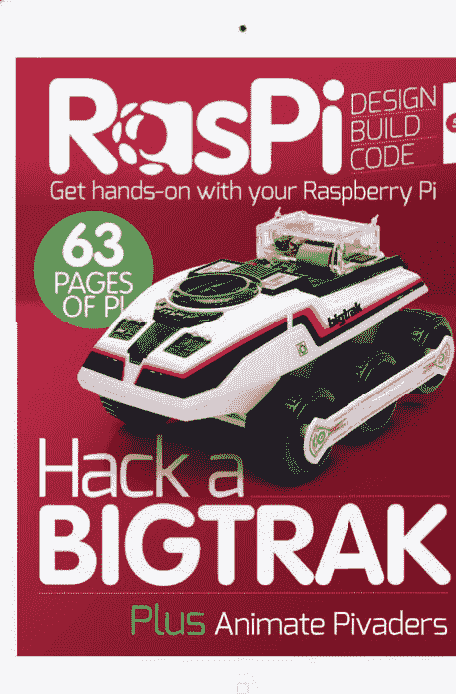 RasPi
DESIGN
BUILD
CODE
Get hands-on with your Raspberry Pi
63
PAGES
OF PI
bigtrak
Hack a
BIGTRAK
Plus Animate Pivaders